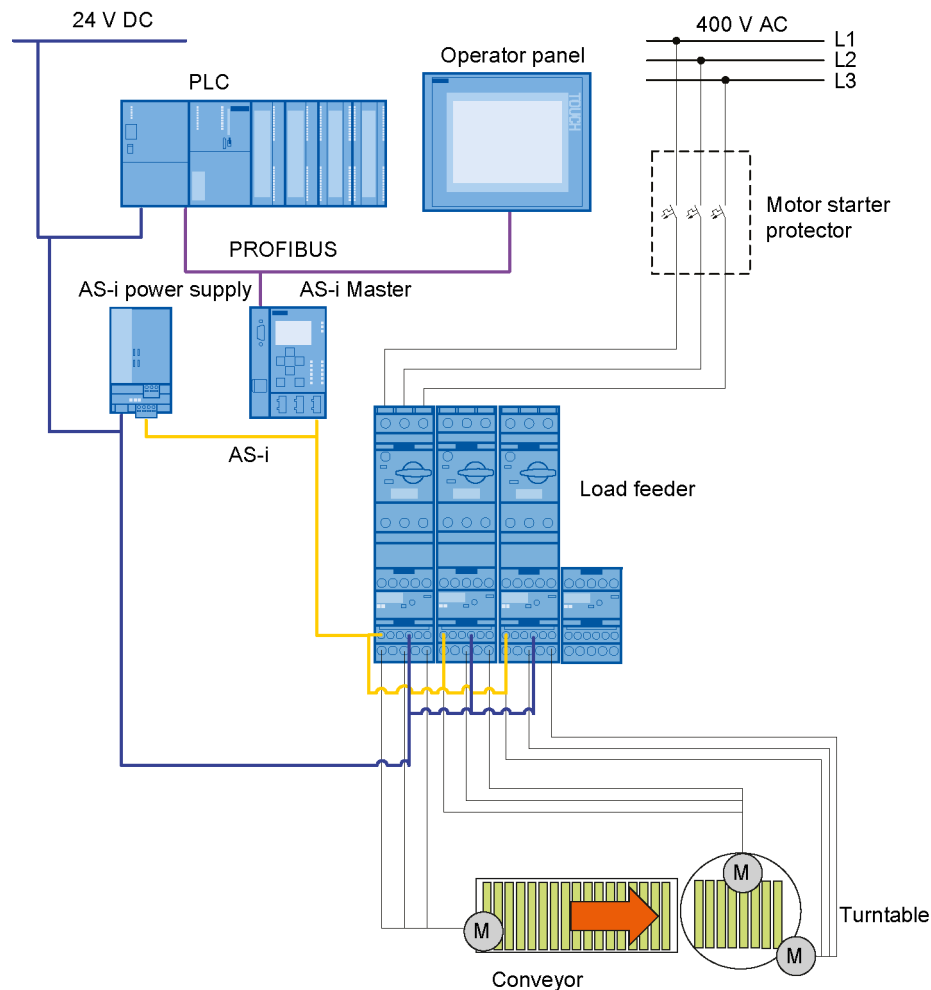 24 V DC
400 V AC
L1
L2
L3
Operator panel
PLC
TOUCH
Motor starter
protector
PROFIBUS
AS-i power supply
AS-i Master
AS-i
Load feeder
M
M
M
Turntable
Conveyor